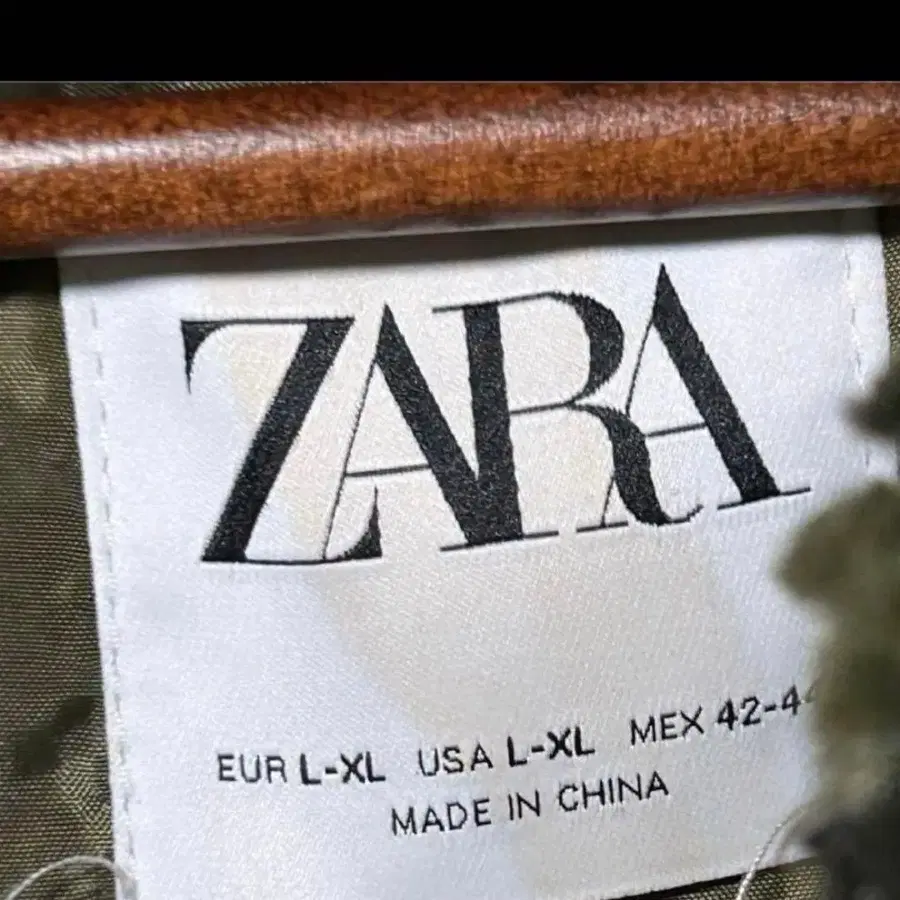 ZARA
EUR L-XL USA L-XL MEX 42-4
MADE IN CHINA